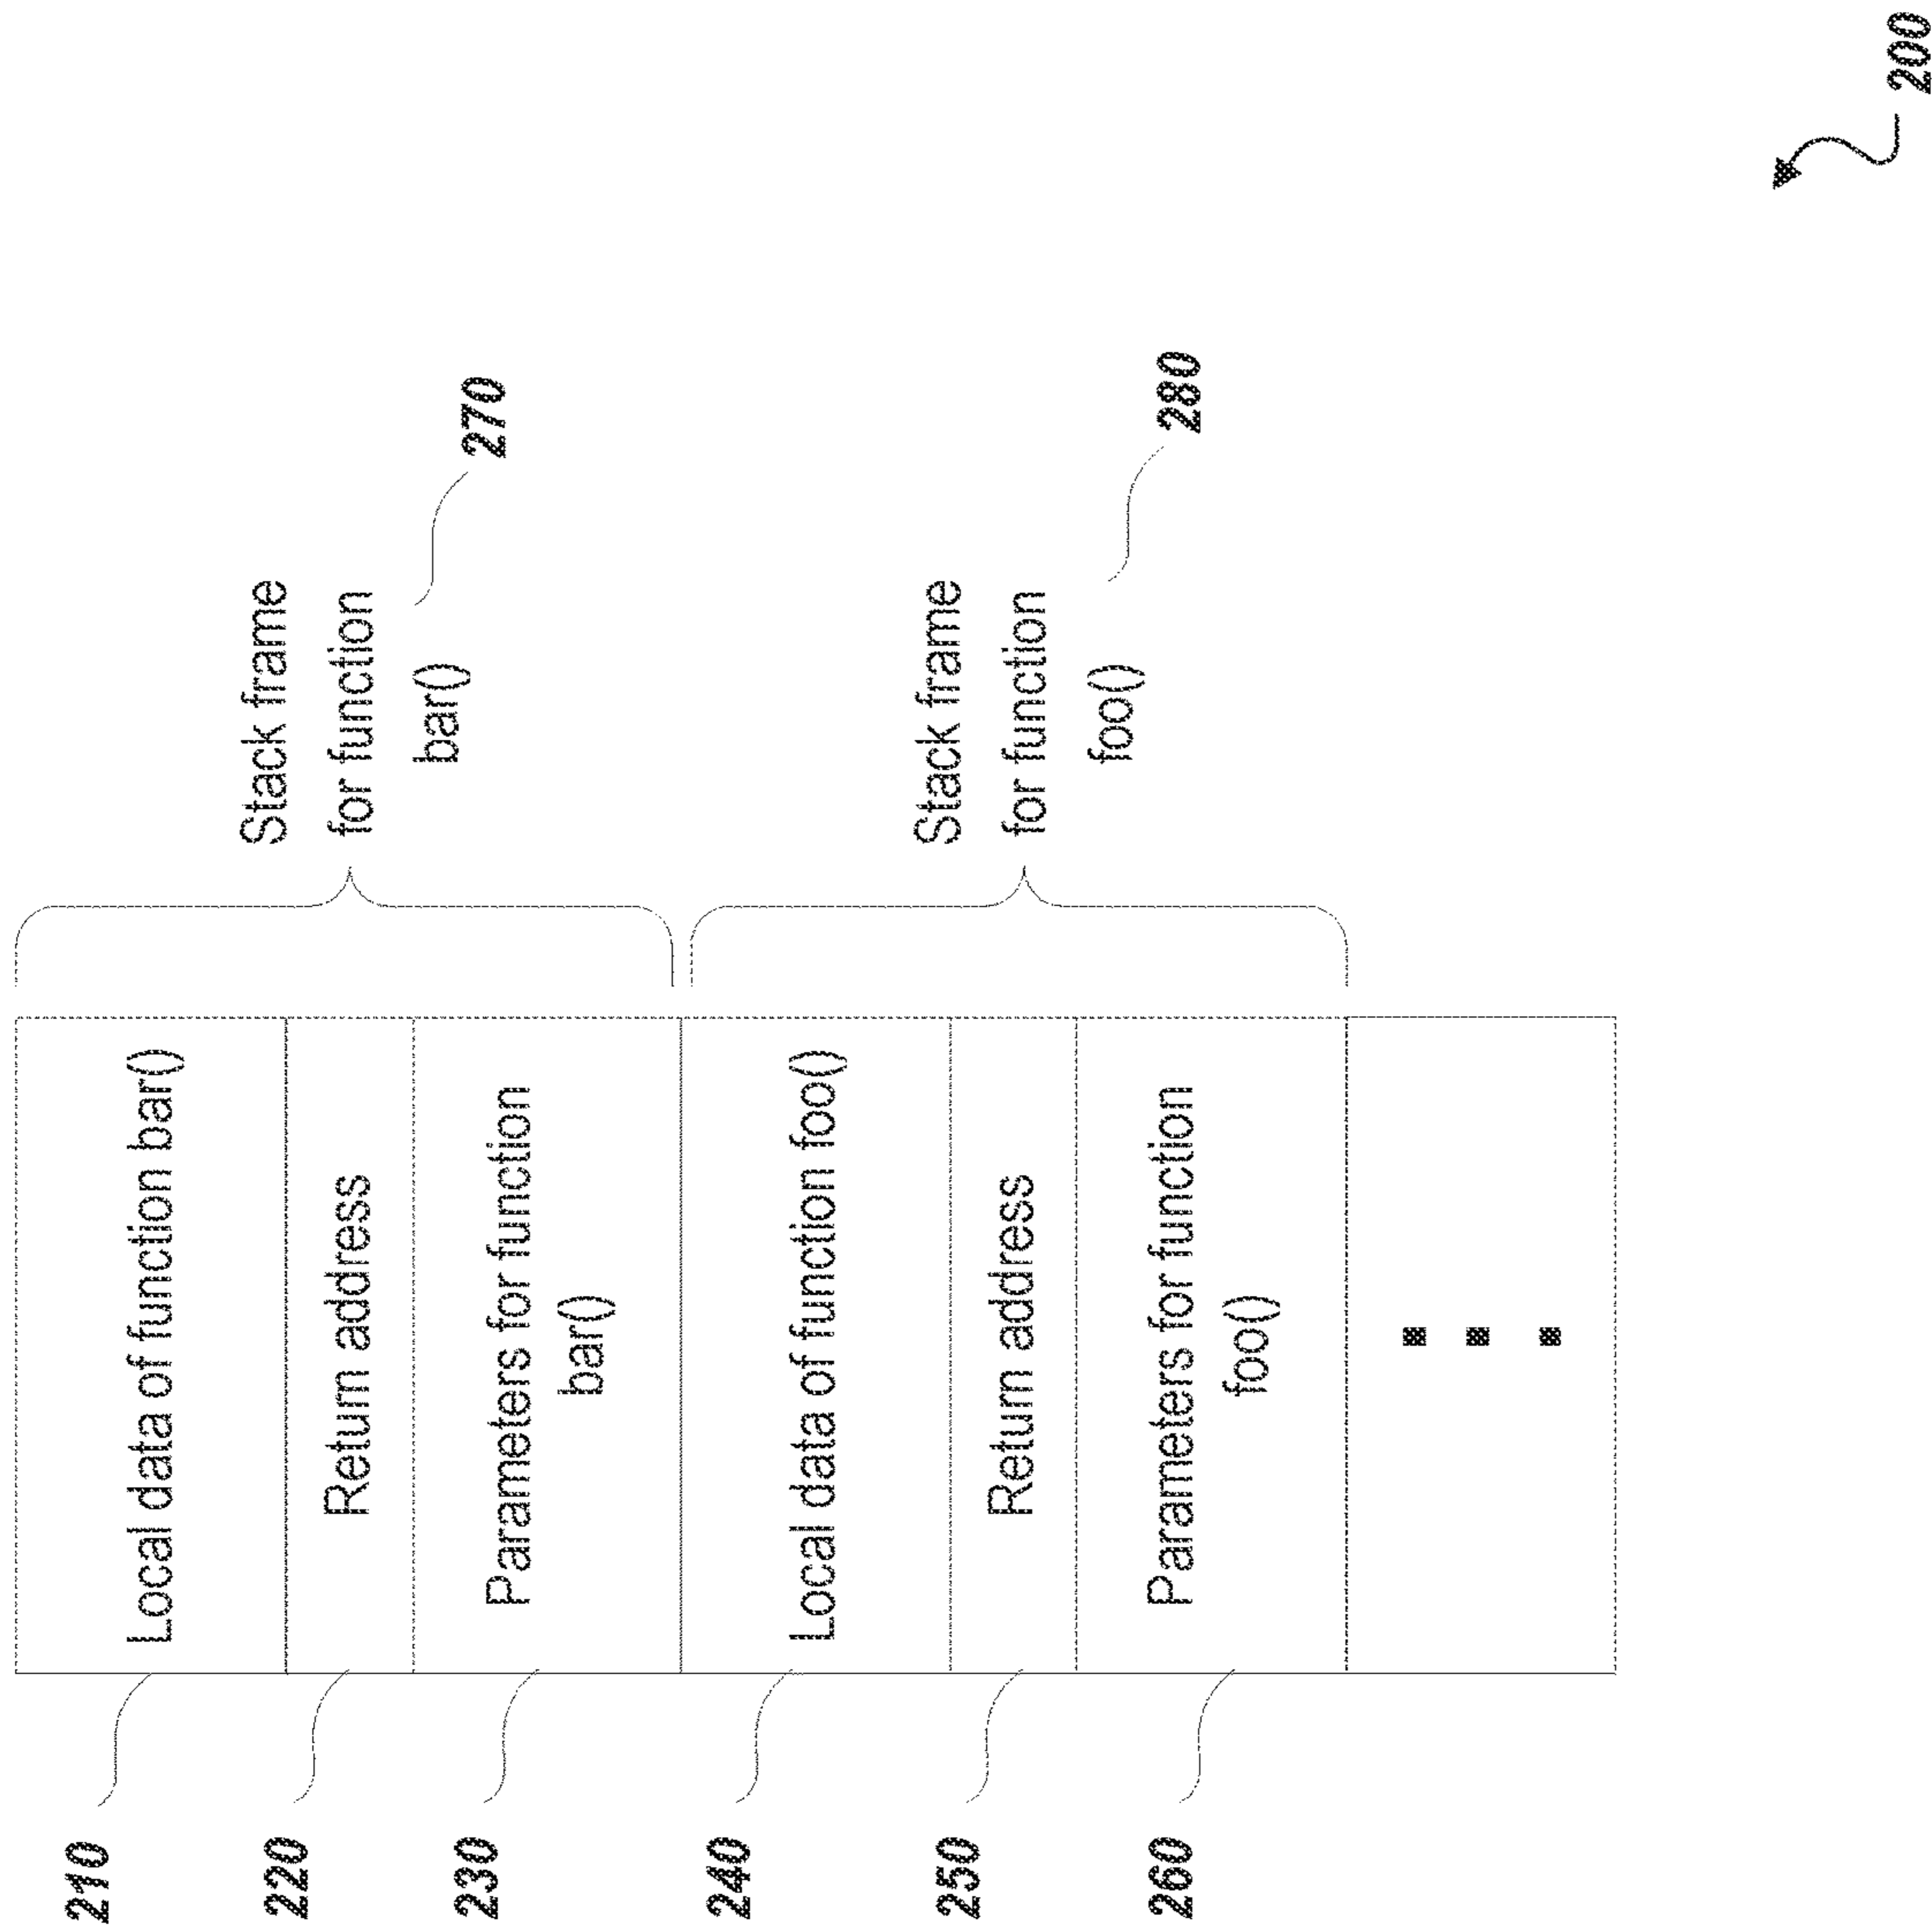 210
Local data of function bar()
220
Return address
230
Parameters for function
bar()
Stack frame
for function
bar()
270
240
Local data of function foo()
250
Return address
260
Parameters for function
foo()
Stack frame
for function
foo()
280
200